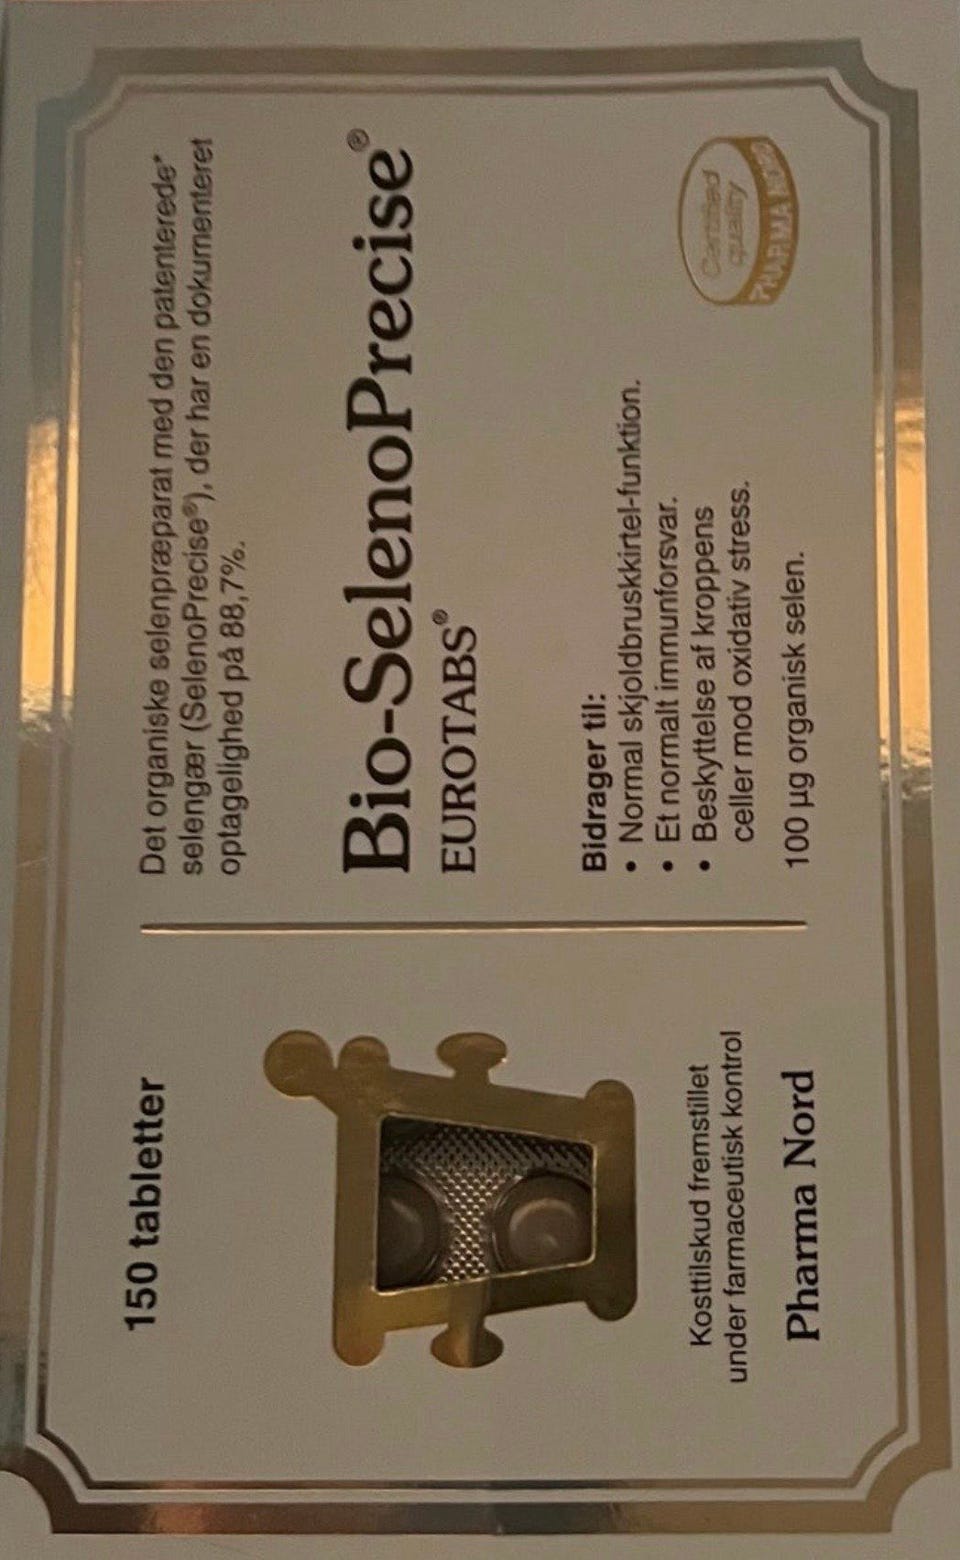 150 tabletter
Kosttilskud fremstillet
under farmaceutisk kontrol
Pharma Nord
Det organiske selenpræparat med den patenterede*
selengær (SelenoPrecise®), der har en dokumenteret
optagelighed på 88,7%.
Bio-SelenoPrecise®
EUROTABS®
Bidrager til:
• Normal skjoldbruskkirtel-funktion.
• Et normalt immunforsvar.
• Beskyttelse af kroppens
celler mod oxidativ stress.
100 µg organisk selen.
Certified
quality
PHARMA NORD